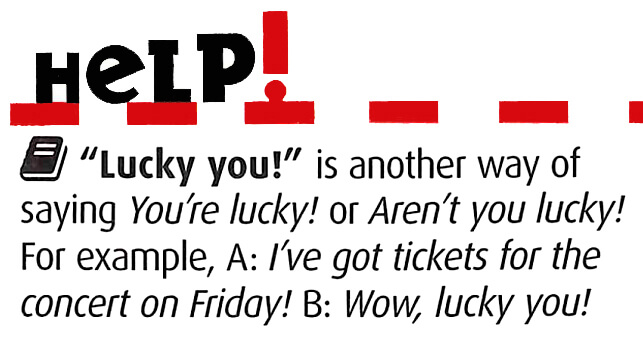 HeLP!
“Lucky you!” is another way of
saying You're lucky! or Aren't you lucky!
For example, A: I've got tickets for the
concert on Friday! B: Wow, lucky you!